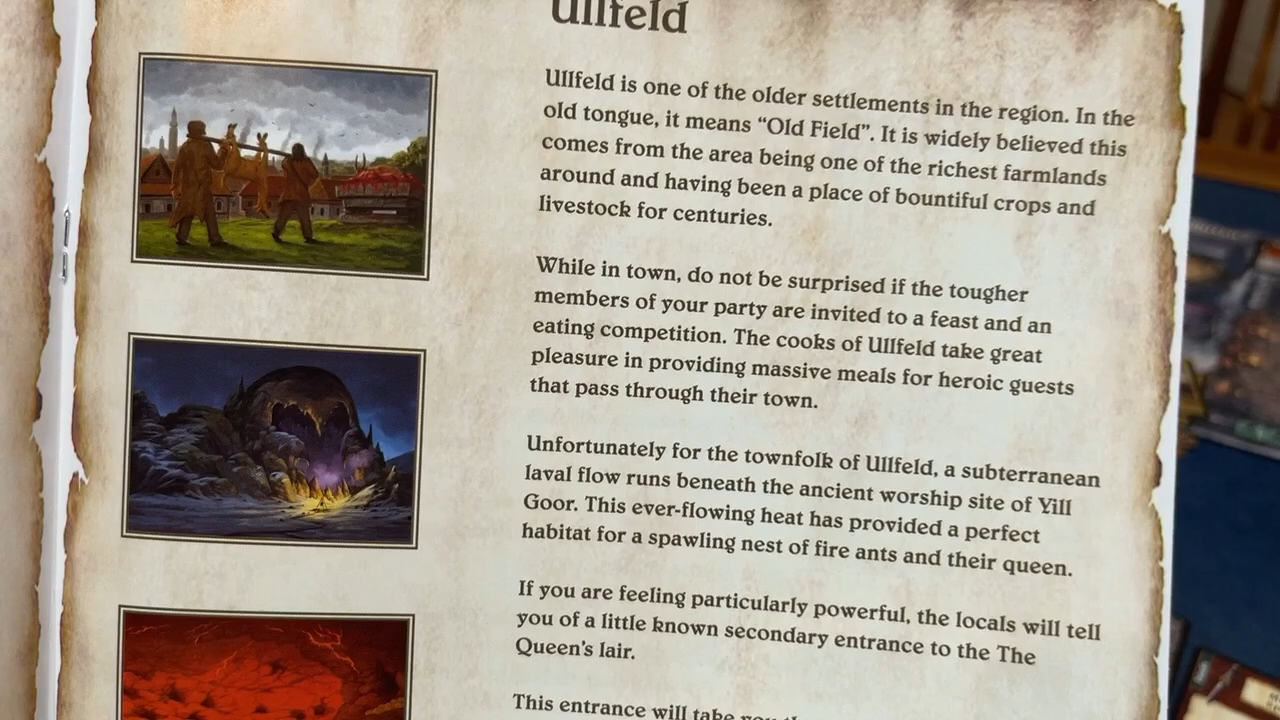 Ullfeld
Ullfeld is one of the older settlements in the region. In the
old tongue, it means “Old Field”. It is widely believed this
comes from the area being one of the richest farmlands
around and having been a place of bountiful crops and
livestock for centuries.
While in town, do not be surprised if the tougher
members of your party are invited to a feast and an
eating competition. The cooks of Ullfeld take great
pleasure in providing massive meals for heroic guests
that pass through their town.
Unfortunately for the townfolk of Ullfeld, a subterranean
laval flow runs beneath the ancient worship site of Yill
Goor. This ever-flowing heat has provided a perfect
habitat for a spawling nest of fire ants and their queen.
If you are feeling particularly powerful, the locals will tell
you of a little known secondary entrance to the The
Queen’s lair.
This entrance will take you